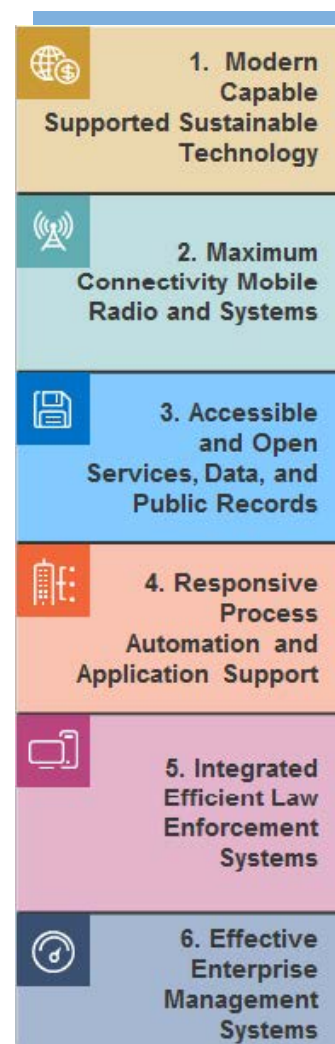 1. Modern
Capable
Supported Sustainable
Technology
2. Maximum
Connectivity Mobile
Radio and Systems
3. Accessible
and Open
Services, Data, and
Public Records
4. Responsive
Process
Automation and
Application Support
5. Integrated
Efficient Law
Enforcement
Systems
6. Effective
Enterprise
Management
Systems